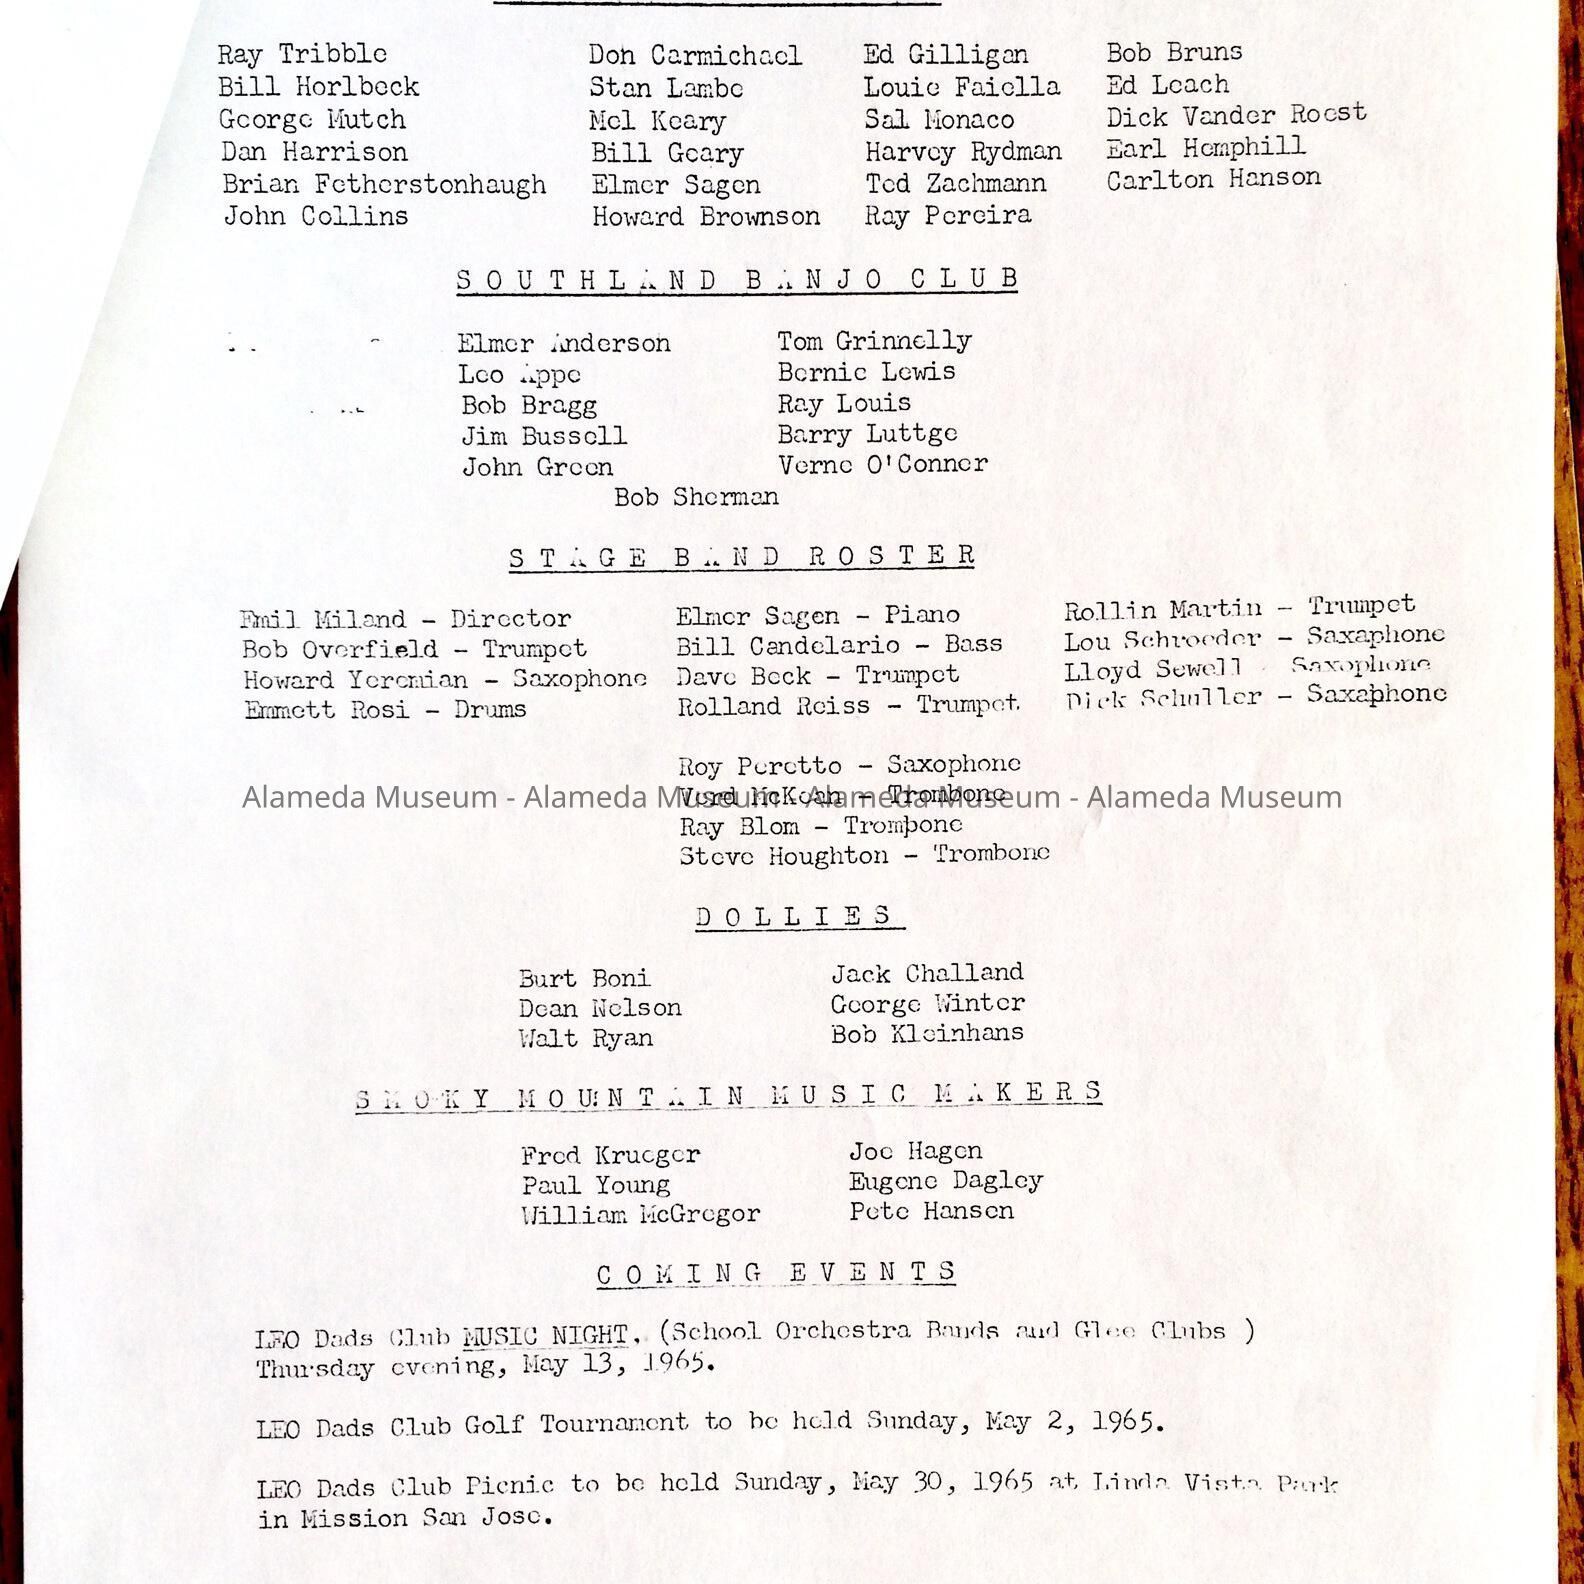 Ray Tribble Don Carmichael Ed Gilligan Bob Bruns
Bill Horlbeck Stan Lambe Louie Faiella Ed Leach
George Mutch Mel Keary Sal Monaco Dick Vander Roest
Dan Harrison Bill Geary Harvey Rydman Earl Hemphill
Brian Fetherstonhaugh Elmer Sagen Ted Zachmann Carlton Hanson
John Collins Howard Brownson Ray Pereira
SOUTHLAND BANJO CLUB
Elmer Anderson Tom Grinnelly
Leo Appe Bernie Lewis
Bob Bragg Ray Louis
Jim Bussell Barry Luttge
John Green Verne O'Conner
Bob Sherman
STAGE BAND ROSTER
Emil Miland - Director Elmer Sagen - Piano Rollin Martin - Trumpet
Bob Overfield - Trumpet Bill Candelario - Bass Lou Schroeder - Saxaphone
Howard Yeremian - Saxophone Dave Beck - Trumpet Lloyd Sewell - Saxophone
Emmett Rosi - Drums Rolland Reiss - Trumpet. Dick Schuller - Saxaphone
Roy Peretto - Saxophone
Verd McKean - Trombone
Alameda Museum - Alameda Museum - Alameda Museum - Alameda Museum
Ray Blom - Trombone
Steve Houghton - Trombone
DOLLIES
Burt Boni Jack Challand
Dean Nelson George Winter
Walt Ryan Bob Kleinhans
SMOKY MOUNTAIN MUSIC MAKERS
Fred Krueger Joe Hagen
Paul Young Eugene Dagley
William McGregor Pete Hansen
COMING EVENTS
LEO Dads Club MUSIC NIGHT. (School Orchestra Bands and Glee Clubs )
Thursday evening, May 13, 1965.
LEO Dads Club Golf Tournament to be held Sunday, May 2, 1965.
LEO Dads Club Picnic to be held Sunday, May 30, 1965 at Linda Vista Park
in Mission San Jose.